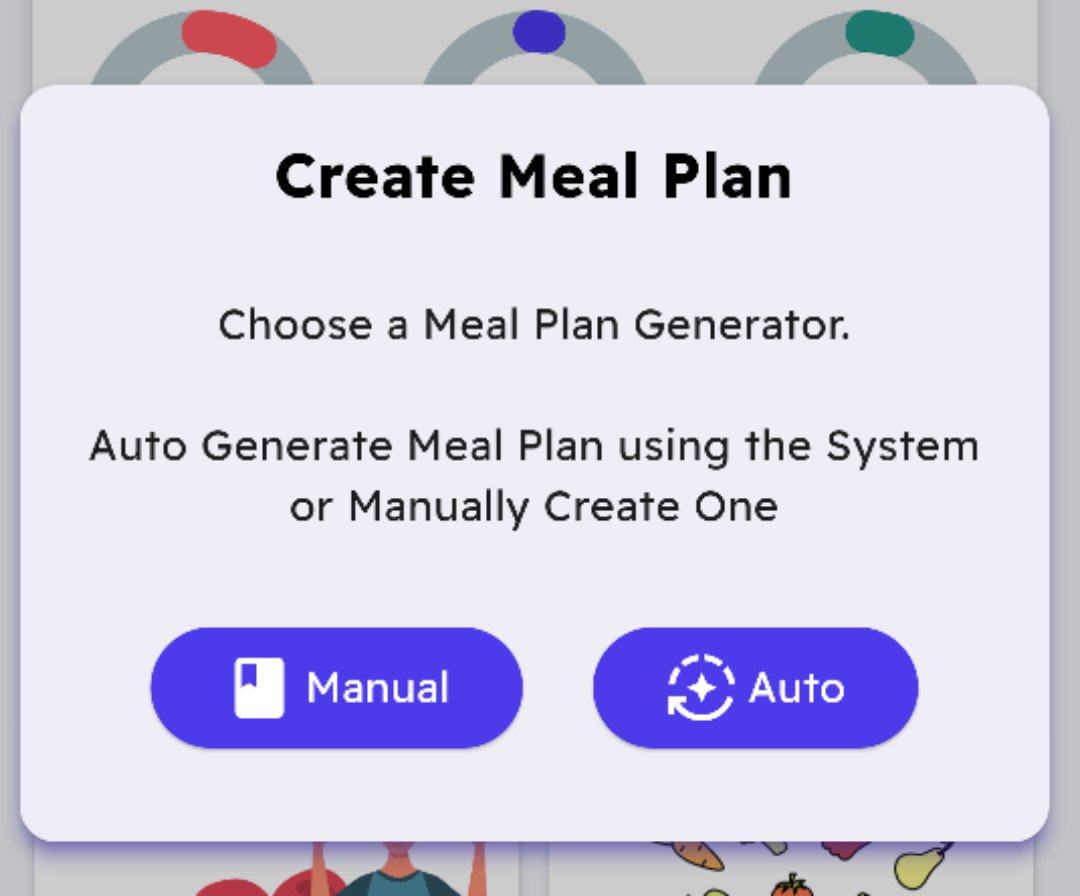 Create Meal Plan
Choose a Meal Plan Generator.
Auto Generate Meal Plan using the System
or Manually Create One
Manual
Auto